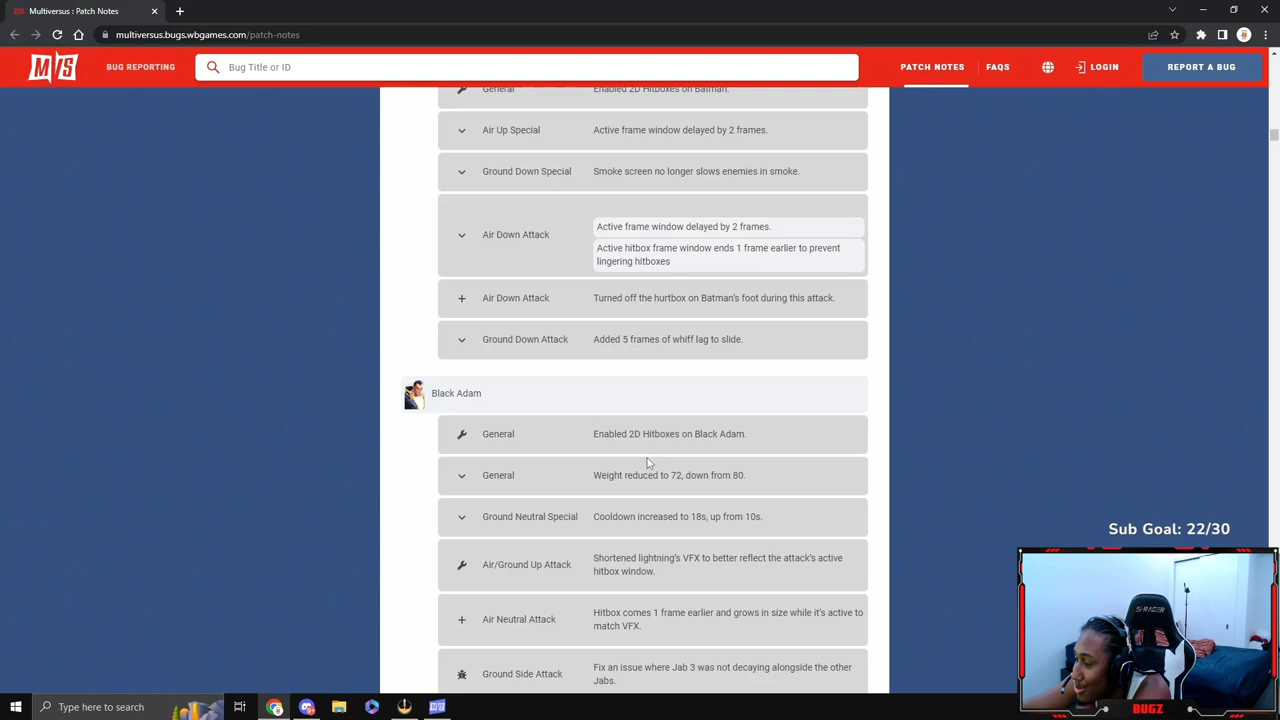 Multiversus : Patch Notes
multiversus.bugs.wbgames.com/patch-notes
M/S
BUG REPORTING
Bug Title or ID
PATCH NOTES
FAQS
LOGIN
REPORT A BUG
General
Enabled 2D Hitboxes on Batman.
Air Up Special
Active frame window delayed by 2 frames.
Ground Down Special
Smoke screen no longer slows enemies in smoke.
Air Down Attack
Active frame window delayed by 2 frames.
Active hitbox frame window ends 1 frame earlier to prevent
lingering hitboxes
Air Down Attack
Turned off the hurtbox on Batman's foot during this attack.
Ground Down Attack
Added 5 frames of whiff lag to slide.
Black Adam
General
Enabled 2D Hitboxes on Black Adam.
General
Weight reduced to 72, down from 80.
Ground Neutral Special
Cooldown increased to 18s, up from 10s.
Air/Ground Up Attack
Shortened lightning's VFX to better reflect the attack's active
hitbox window.
Air Neutral Attack
Hitbox comes 1 frame earlier and grows in size while it's active to
match VFX.
Ground Side Attack
Fix an issue where Jab 3 was not decaying alongside the other
Jabs.
Sub Goal: 22/30
S-RACER
BUGZ
Type here to search